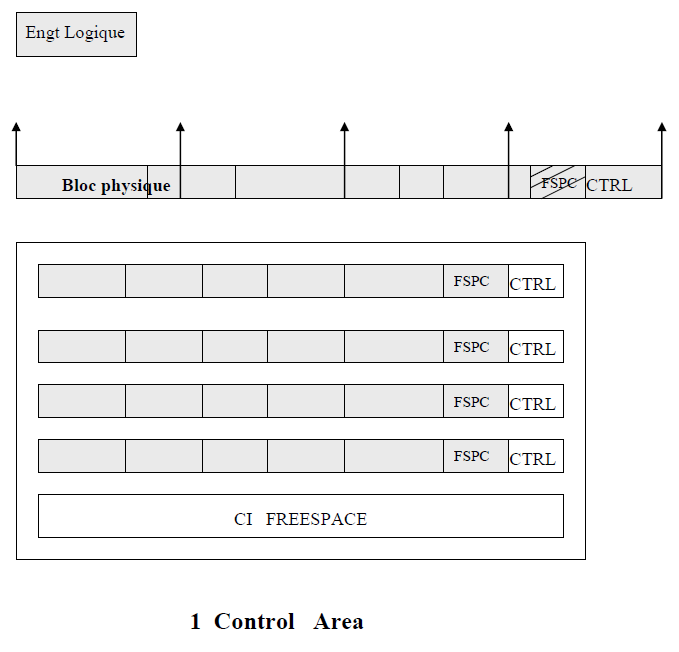 Engt Logique
Bloc physique FSPC CTRL
FSPC CTRL
FSPC CTRL
FSPC CTRL
FSPC CTRL
CI FREESPACE
1 Control Area